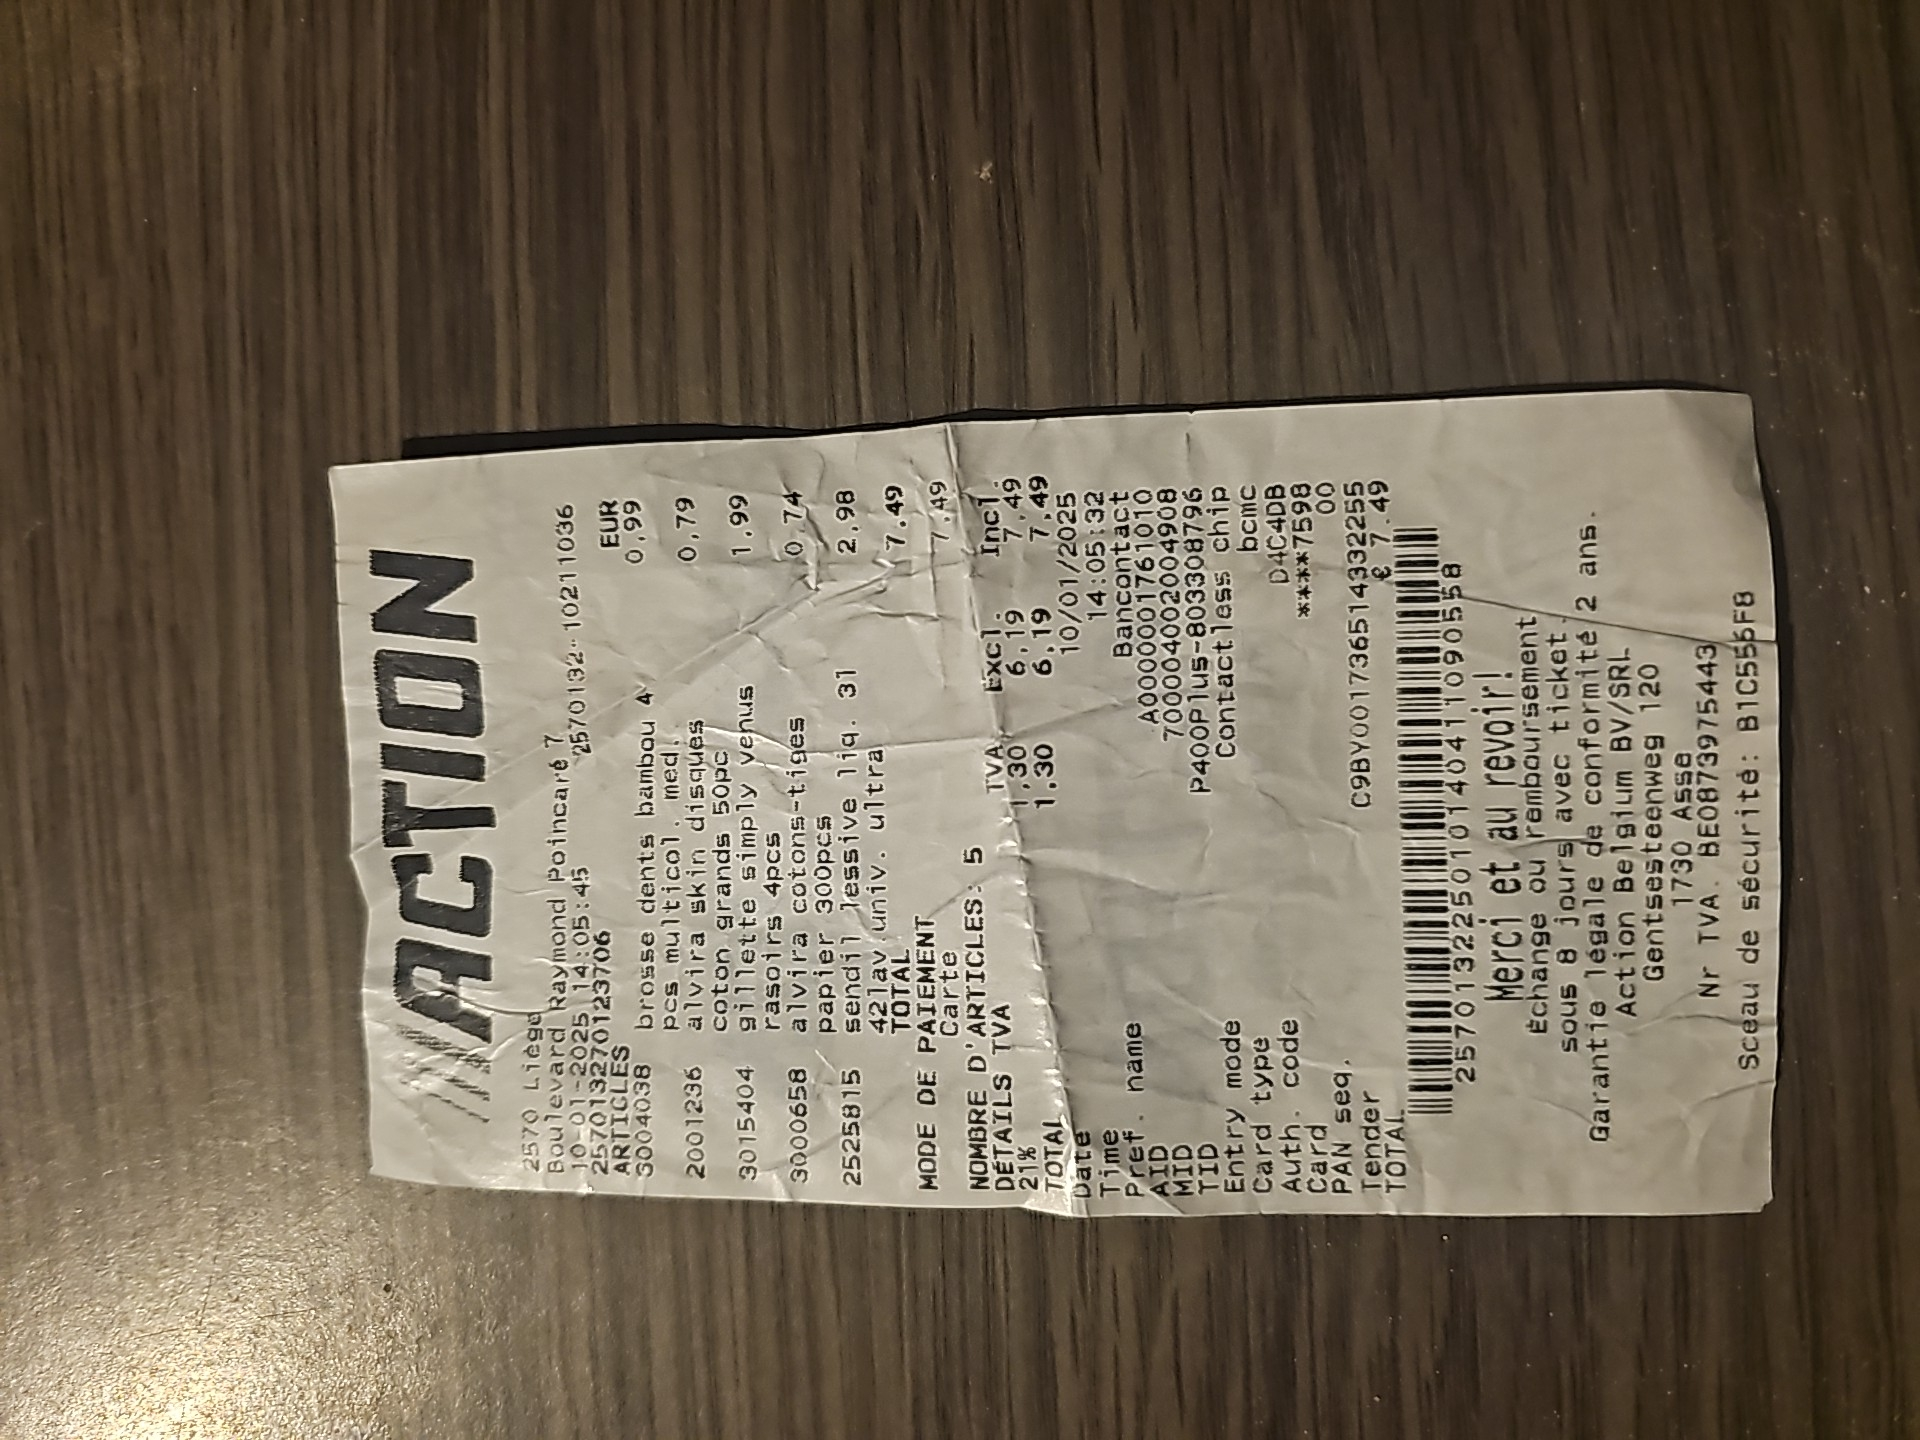 ACTION
2570 Liège
Boulevard Raymond Poincaré 7
10-01-2025 14:05:45 2570132 10211036
257013270123706
ARTICLES EUR
3004038 brosse dents bambou 4 0,99
pcs multicol. med.
2001236 alvira skin disques 0,79
coton grands 50pc
3015404 gillette simply venus 1,99
rasoirs 4pcs
3000658 alvira cotons-tiges 0,74
papier 300pcs
2525815 sendil lessive liq. 3l 2,98
42lav univ. ultra
TOTAL 7,49
MODE DE PAIEMENT
Carte 7,49
NOMBRE D'ARTICLES: 5
DÉTAILS TVA TVA Excl. Incl.
21% 1,30 6,19 7,49
TOTAL 1.30 6,19 7,49
Date 10/01/2025
Time 14:05:32
Pref. name Bancontact
AID A0000001761010
MID 700004002004908
TID P400Plus-803308796
Entry mode Contactless chip
Card type bcmc
Auth. code D4C4DB
Card ****7598
PAN seq. 00
Tender C9BY001736514332255
TOTAL € 7.49
257013225010140411090558
Merci et au revoir!
Échange ou remboursement
sous 8 jours avec ticket.
Garantie légale de conformité 2 ans.
Action Belgium BV/SRL
Gentsesteenweg 120
1730 Asse
Nr TVA. BE0873975443
Sceau de sécurité: B1C556F8